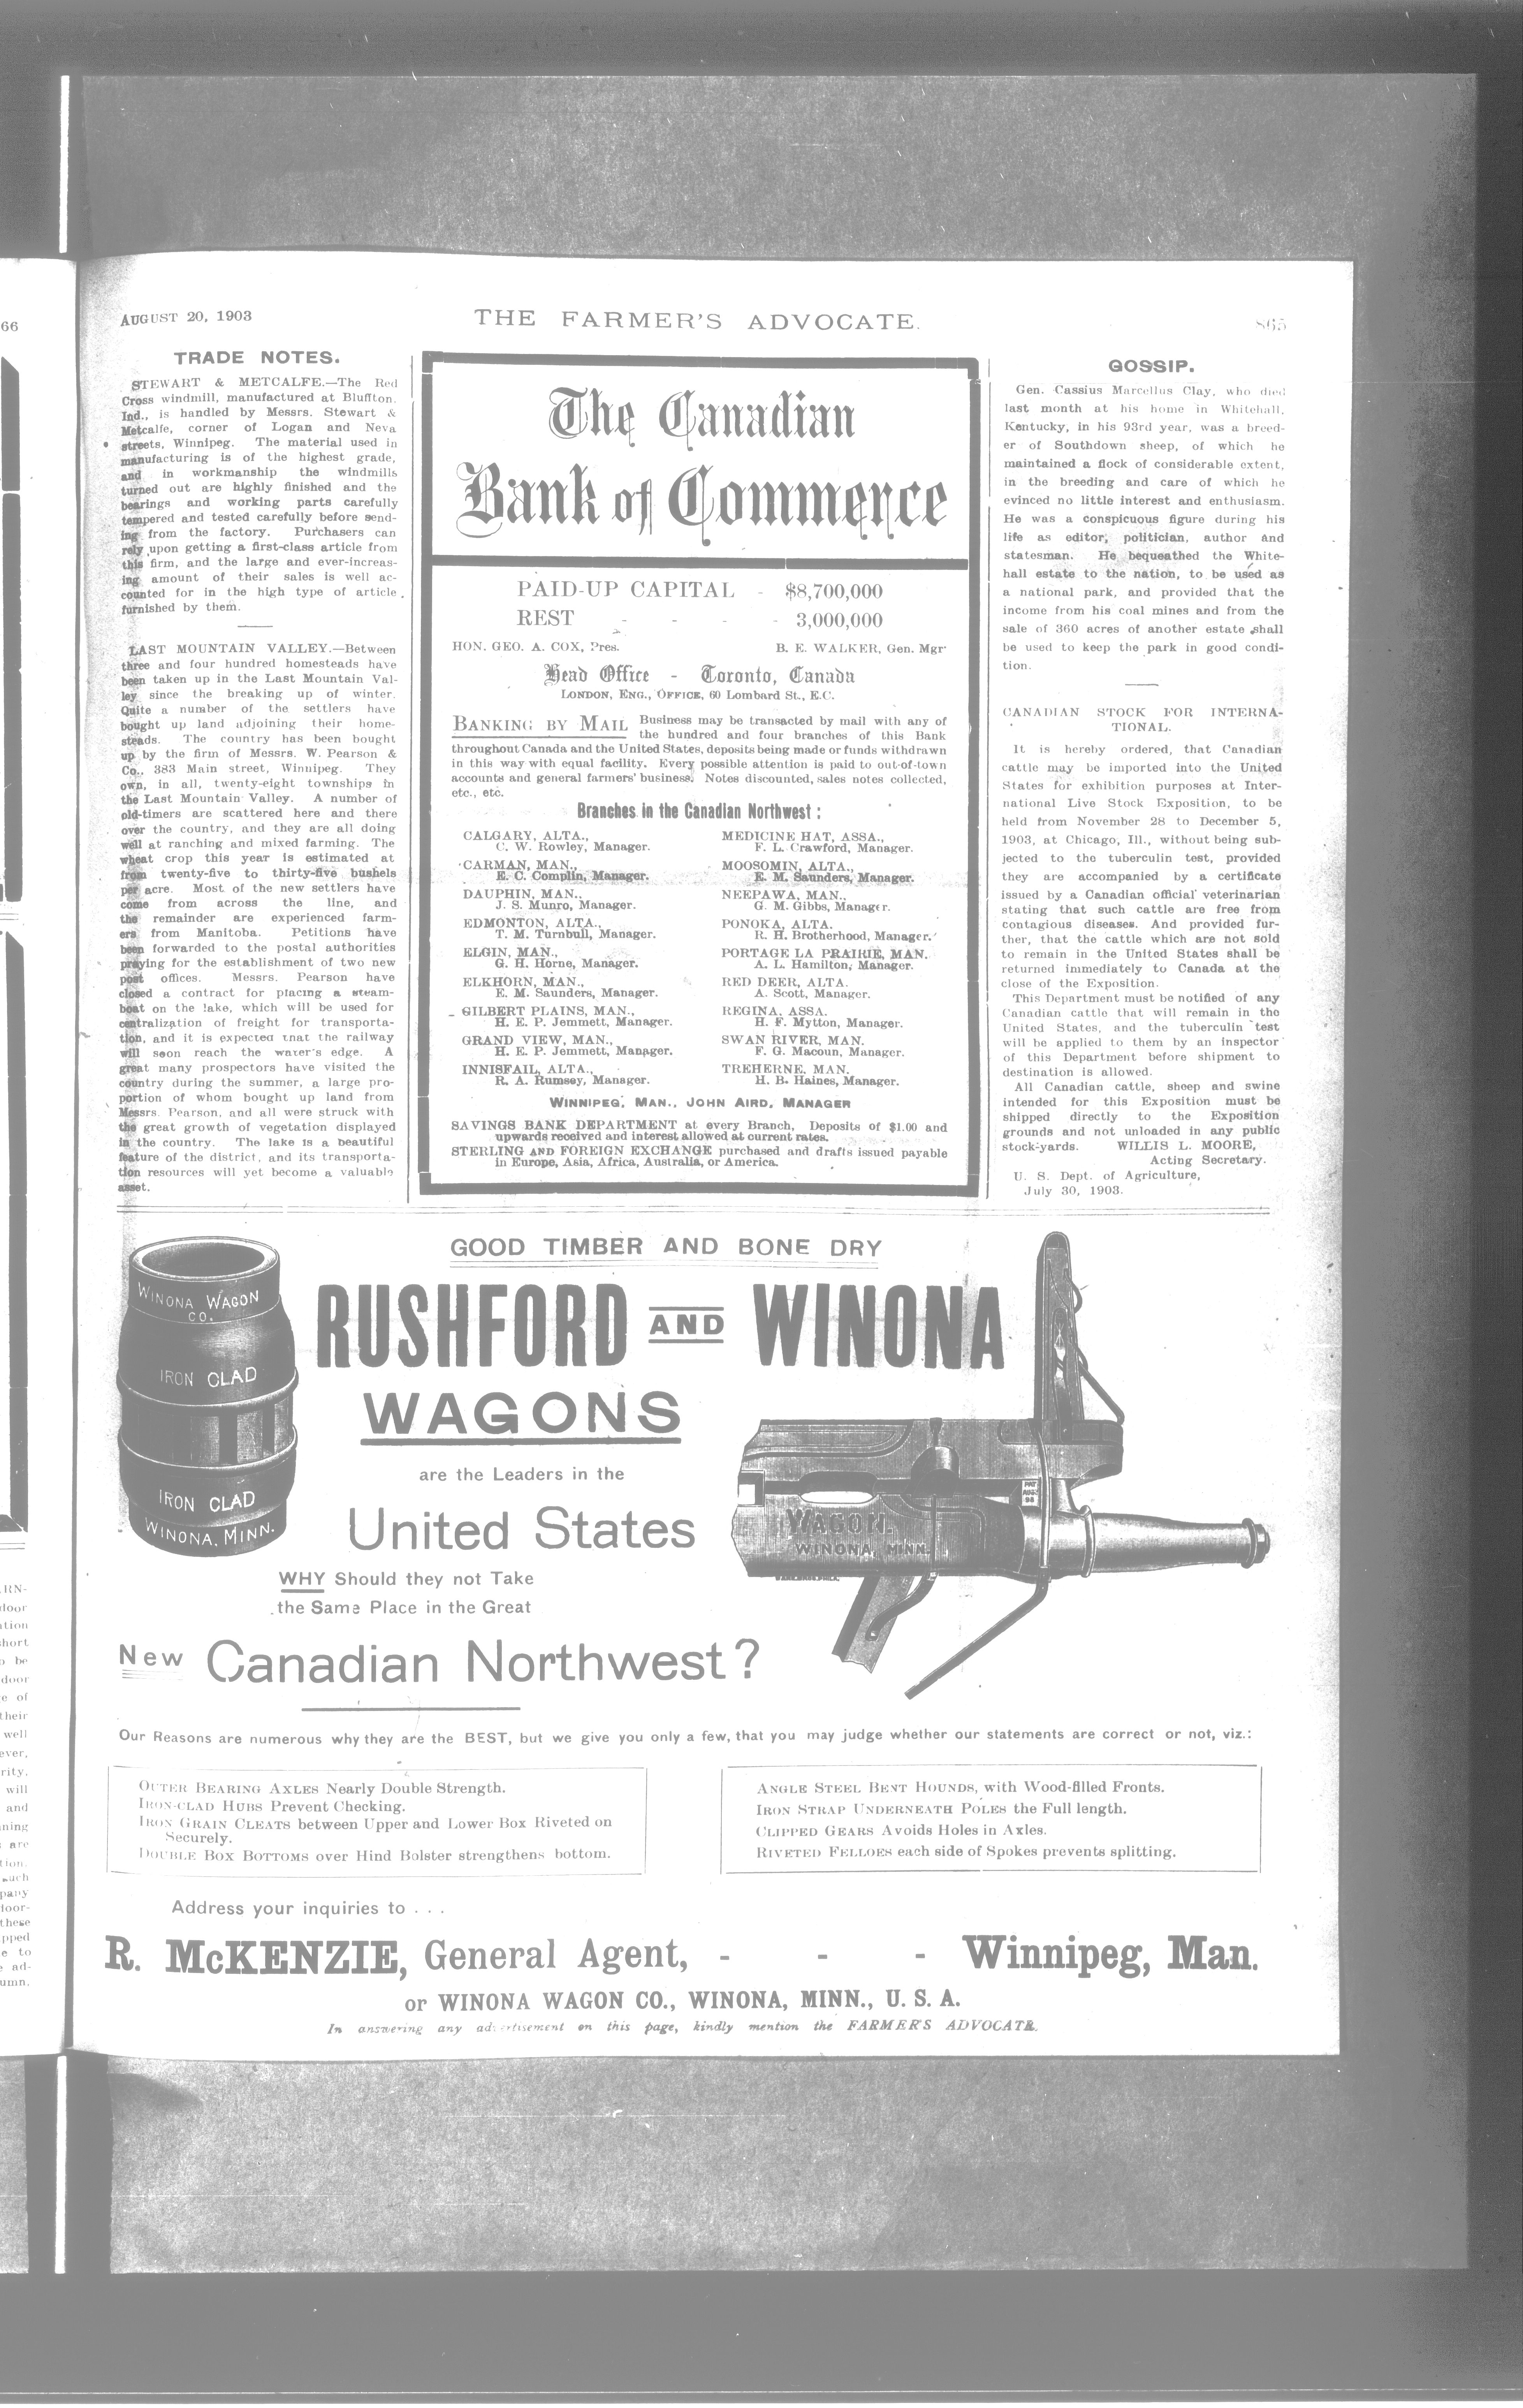 AUGUST 20, 1903
THE FARMER'S ADVOCATE.
865
TRADE NOTES.
STEWART & METCALFE.—The Red
Cross windmill, manufactured at Bluffton.
Ind., is handled by Messrs. Stewart &
Metcalfe, corner of Logan and Neva
streets, Winnipeg. The material used in
manufacturing is of the highest grade,
and in workmanship the windmills
turned out are highly finished and the
bearings and working parts carefully
tempered and tested carefully before send-
ing from the factory. Purchasers can
rely upon getting a first-class article from
this firm, and the large and ever-increas-
ing amount of their sales is well ac-
counted for in the high type of article
furnished by them.
LAST MOUNTAIN VALLEY.—Between
three and four hundred homesteads have
been taken up in the Last Mountain Val-
ley since the breaking up of winter.
Quite a number of the settlers have
bought up land adjoining their home-
steads. The country has been bought
up by the firm of Messrs. W. Pearson &
Co., 383 Main street, Winnipeg. They
own, in all, twenty-eight townships in
the Last Mountain Valley. A number of
old-timers are scattered here and there
over the country, and they are all doing
well at ranching and mixed farming. The
wheat crop this year is estimated at
from twenty-five to thirty-five bushels
per acre. Most of the new settlers have
come from across the line, and
the remainder are experienced farm-
ers from Manitoba. Petitions have
been forwarded to the postal authorities
praying for the establishment of two new
post offices. Messrs. Pearson have
closed a contract for placing a steam-
boat on the lake, which will be used for
centralization of freight for transporta-
tion, and it is expected that the railway
will soon reach the water's edge. A
great many prospectors have visited the
country during the summer, a large pro-
portion of whom bought up land from
Messrs. Pearson, and all were struck with
the great growth of vegetation displayed
in the country. The lake is a beautiful
feature of the district, and its transporta-
tion resources will yet become a valuable
asset.
The Canadian
Bank of Commerce
PAID-UP CAPITAL - $8,700,000
REST - - - - 3,000,000
HON. GEO. A. COX, Pres. B. E. WALKER, Gen. Mgr
Head Office - Toronto, Canada
LONDON, ENG., OFFICE, 60 Lombard St., E.C.
BANKING BY MAIL Business may be transacted by mail with any of
the hundred and four branches of this Bank
throughout Canada and the United States, deposits being made or funds withdrawn
in this way with equal facility. Every possible attention is paid to out-of-town
accounts and general farmers' business. Notes discounted, sales notes collected,
etc., etc.
Branches in the Canadian Northwest:
CALGARY, ALTA.,
C. W. Rowley, Manager.
CARMAN, MAN.,
E. C. Complin, Manager.
DAUPHIN, MAN.,
J. S. Munro, Manager.
EDMONTON, ALTA.,
T. M. Turnbull, Manager.
ELGIN, MAN.,
G. H. Horne, Manager.
ELKHORN, MAN.,
E. M. Saunders, Manager.
GILBERT PLAINS, MAN.,
H. E. P. Jemmett, Manager.
GRAND VIEW, MAN.,
H. E. P. Jemmett, Manager.
INNISFAIL, ALTA.,
R. A. Rumsey, Manager.
MEDICINE HAT, ASSA.,
F. L. Crawford, Manager.
MOOSOMIN, ALTA.,
E. M. Saunders, Manager.
NEEPAWA, MAN.,
G. M. Gibbs, Manager.
PONOKA, ALTA.
R. H. Brotherhood, Manager.
PORTAGE LA PRAIRIE, MAN.
A. L. Hamilton, Manager.
RED DEER, ALTA.
A. Scott, Manager.
REGINA, ASSA.
H. F. Mytton, Manager.
SWAN RIVER, MAN.
F. G. Macoun, Manager.
TREHERNE, MAN.
H. B. Haines, Manager.
WINNIPEG, MAN., JOHN AIRD, MANAGER
SAVINGS BANK DEPARTMENT at every Branch, Deposits of $1.00 and
upwards received and interest allowed at current rates.
STERLING AND FOREIGN EXCHANGE purchased and drafts issued payable
in Europe, Asia, Africa, Australia, or America.
GOSSIP.
Gen. Cassius Marcellus Clay, who died
last month at his home in Whitehall,
Kentucky, in his 93rd year, was a breed-
er of Southdown sheep, of which he
maintained a flock of considerable extent,
in the breeding and care of which he
evinced no little interest and enthusiasm.
He was a conspicuous figure during his
life as editor, politician, author and
statesman. He bequeathed the White-
hall estate to the nation, to be used as
a national park, and provided that the
income from his coal mines and from the
sale of 360 acres of another estate shall
be used to keep the park in good condi-
tion.
CANADIAN STOCK FOR INTERNA-
TIONAL.
It is hereby ordered, that Canadian
cattle may be imported into the United
States for exhibition purposes at Inter-
national Live Stock Exposition, to be
held from November 28 to December 5,
1903, at Chicago, Ill., without being sub-
jected to the tuberculin test, provided
they are accompanied by a certificate
issued by a Canadian official veterinarian
stating that such cattle are free from
contagious diseases. And provided fur-
ther, that the cattle which are not sold
to remain in the United States shall be
returned immediately to Canada at the
close of the Exposition.
This Department must be notified of any
Canadian cattle that will remain in the
United States, and the tuberculin test
will be applied to them by an inspector
of this Department before shipment to
destination is allowed.
All Canadian cattle, sheep and swine
intended for this Exposition must be
shipped directly to the Exposition
grounds and not unloaded in any public
stock-yards. WILLIS L. MOORE,
Acting Secretary.
U. S. Dept. of Agriculture,
July 30, 1903.
GOOD TIMBER AND BONE DRY
RUSHFORD AND WINONA
WAGONS
are the Leaders in the
United States
WHY Should they not Take
the Same Place in the Great
New Canadian Northwest?
WINONA WAGON
CO.
IRON CLAD
IRON CLAD
WINONA, MINN.
PAT
AUG
98
WAGON.
WINONA, MINN.
Our Reasons are numerous why they are the BEST, but we give you only a few, that you may judge whether our statements are correct or not, viz.:
OUTER BEARING AXLES Nearly Double Strength.
IRON-CLAD HUBS Prevent Checking.
IRON GRAIN CLEATS between Upper and Lower Box Riveted on
Securely.
DOUBLE BOX BOTTOMS over Hind Bolster strengthens bottom.
ANGLE STEEL BENT HOUNDS, with Wood-filled Fronts.
IRON STRAP UNDERNEATH POLES the Full length.
CLIPPED GEARS Avoids Holes in Axles.
RIVETED FELLOES each side of Spokes prevents splitting.
Address your inquiries to . . .
R. McKENZIE, General Agent, - - - Winnipeg, Man.
or WINONA WAGON CO., WINONA, MINN., U. S. A.
In answering any advertisement on this page, kindly mention the FARMER'S ADVOCATE.